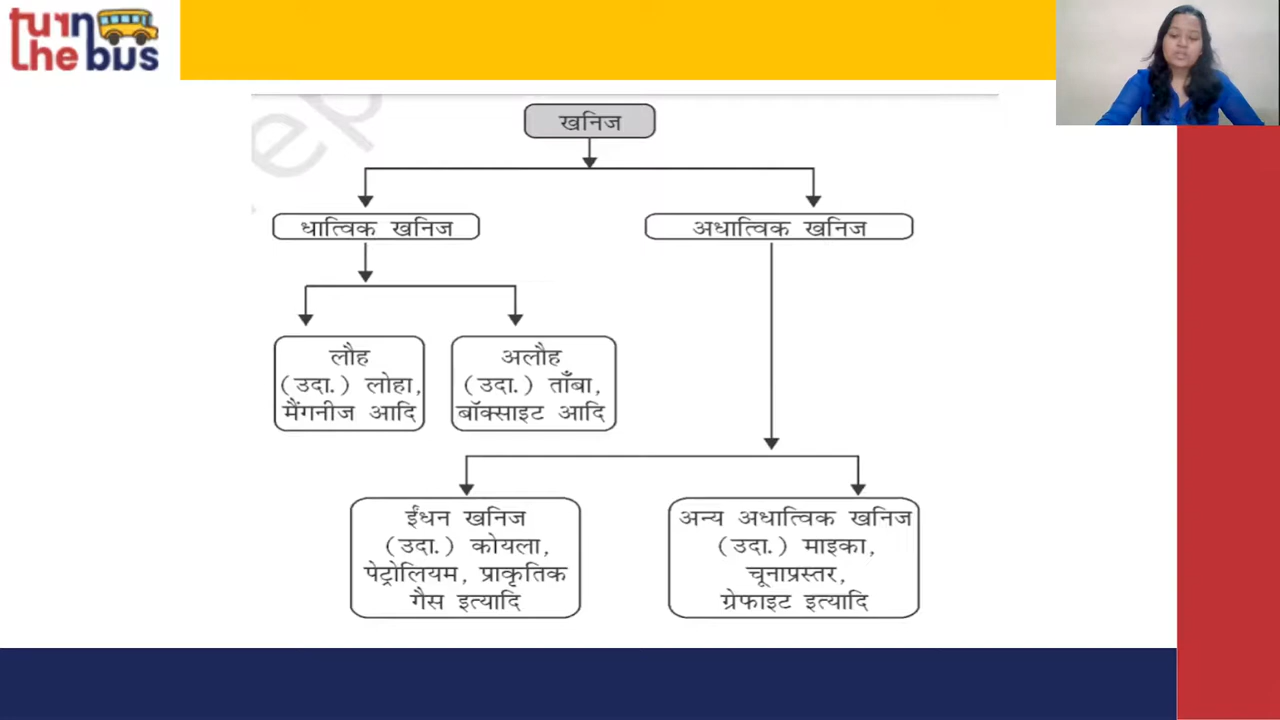 turn
the bus
खनिज
धात्विक खनिज
अधात्विक खनिज
लौह
(उदा.) लोहा,
मैंगनीज आदि
अलौह
(उदा.) ताँबा,
बॉक्साइट आदि
ईंधन खनिज
(उदा.) कोयला,
पेट्रोलियम, प्राकृतिक
गैस इत्यादि
अन्य अधात्विक खनिज
(उदा.) माइका,
चूनाप्रस्तर,
ग्रेफाइट इत्यादि